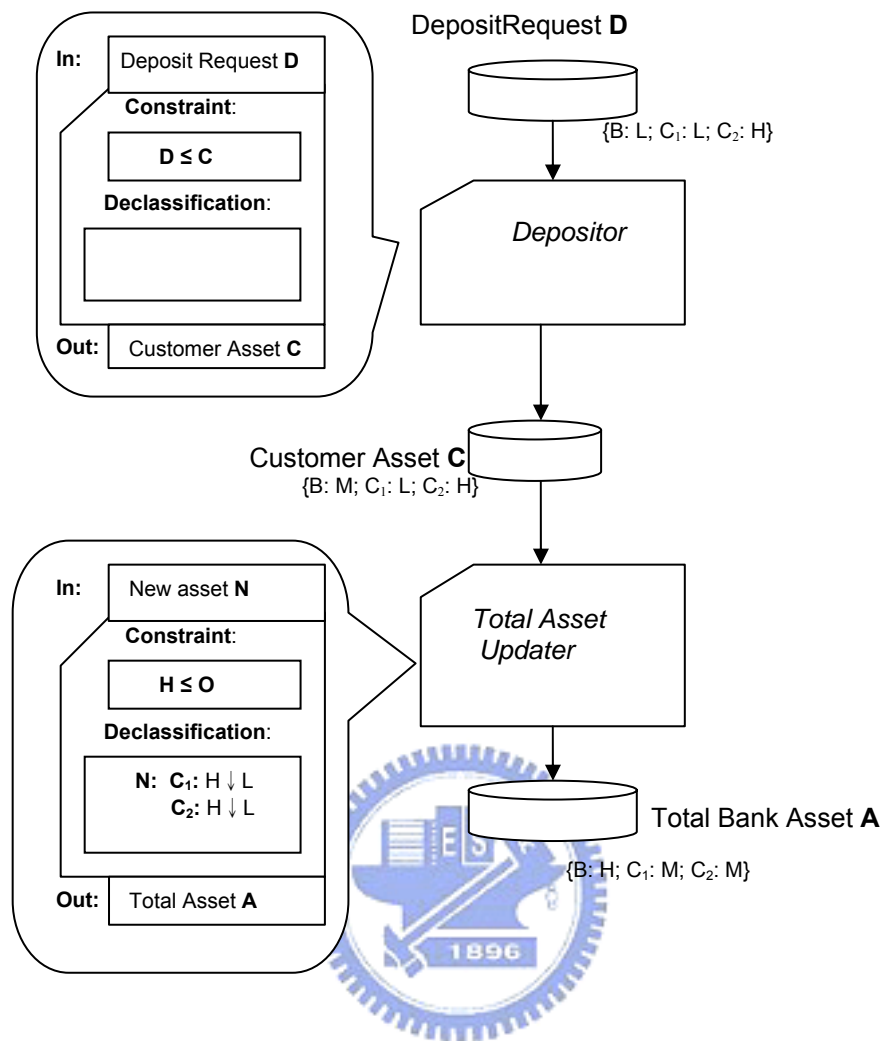 DepositRequest D
{B: L; C₁: L; C₂: H}
Depositor
In:
Deposit Request D
Constraint:
D ≤ C
Declassification:
Out:
Customer Asset C
Customer Asset C
{B: M; C₁: L; C₂: H}
Total Asset
Updater
In:
New asset N
Constraint:
H ≤ O
Declassification:
N: C₁: H ↓ L
C₂: H ↓ L
Out:
Total Asset A
Total Bank Asset A
{B: H; C₁: M; C₂: M}
E S
1896